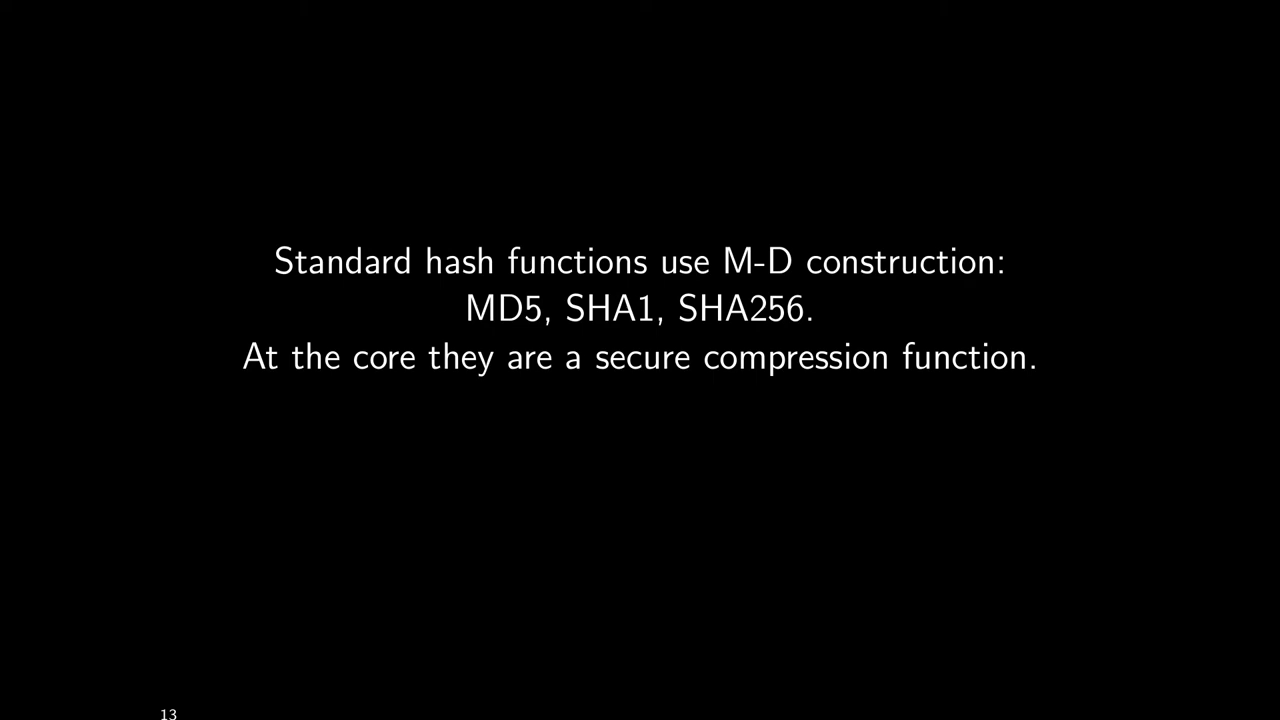 Standard hash functions use M-D construction:
MD5, SHA1, SHA256.
At the core they are a secure compression function.
13